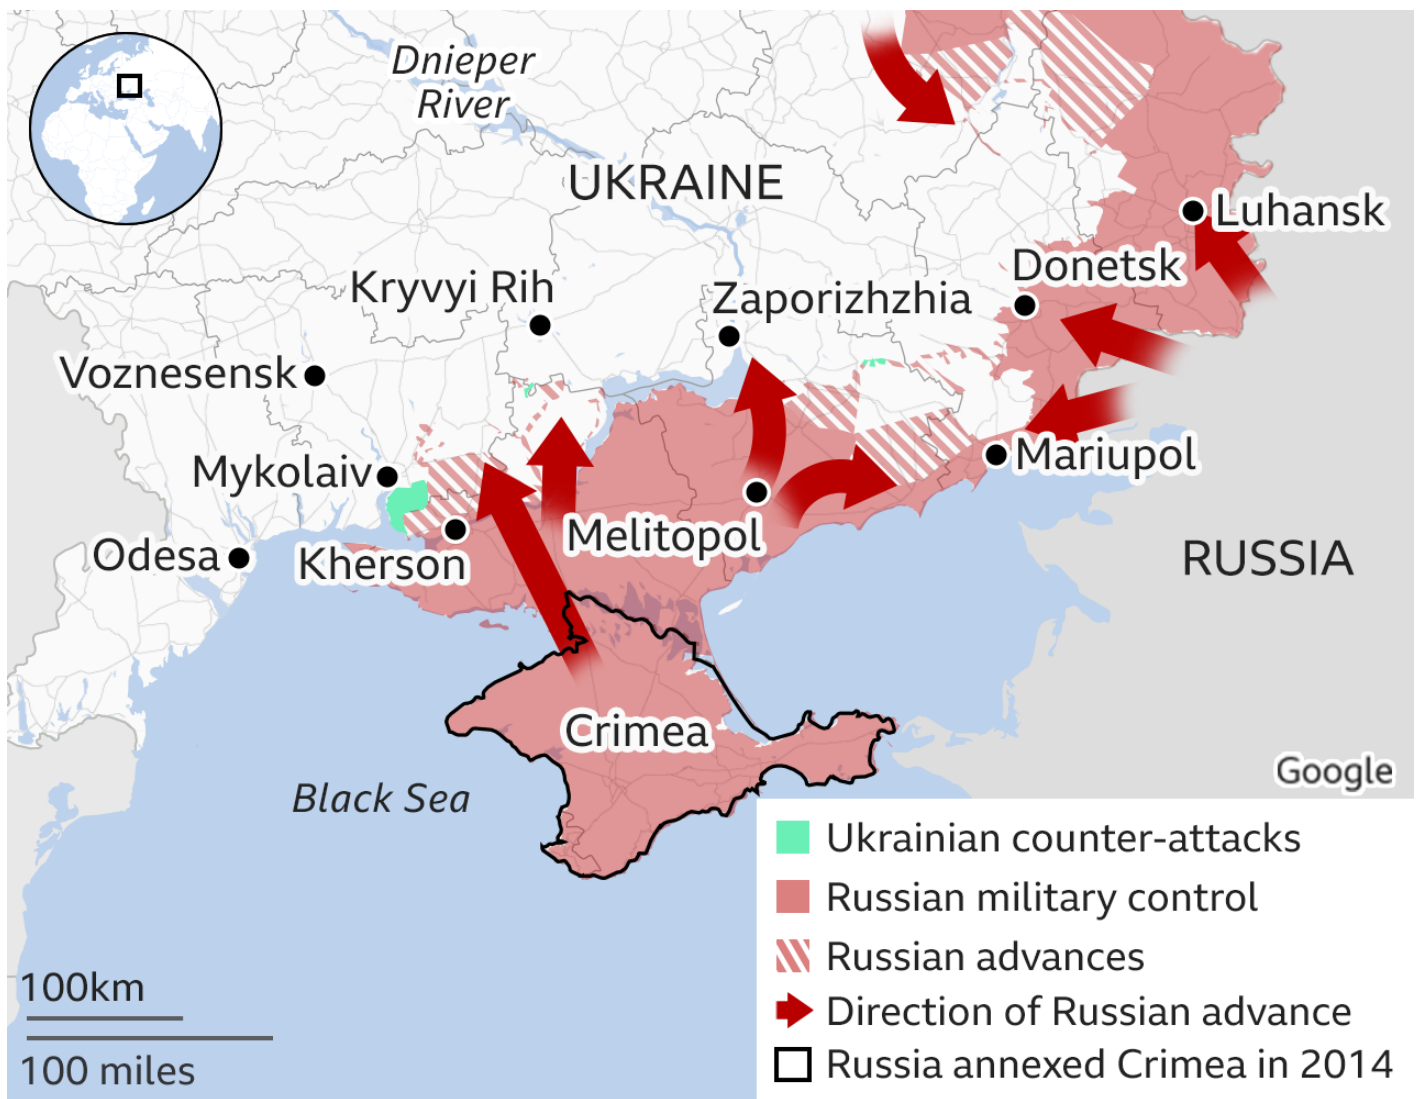 Dnieper
River
UKRAINE
Luhansk
Donetsk
Kryvyi Rih
Zaporizhzhia
Voznesensk
Mariupol
Mykolaiv
Melitopol
Odesa
Kherson
RUSSIA
Crimea
Black Sea
Google
Ukrainian counter-attacks
Russian military control
Russian advances
Direction of Russian advance
Russia annexed Crimea in 2014
100km
100 miles